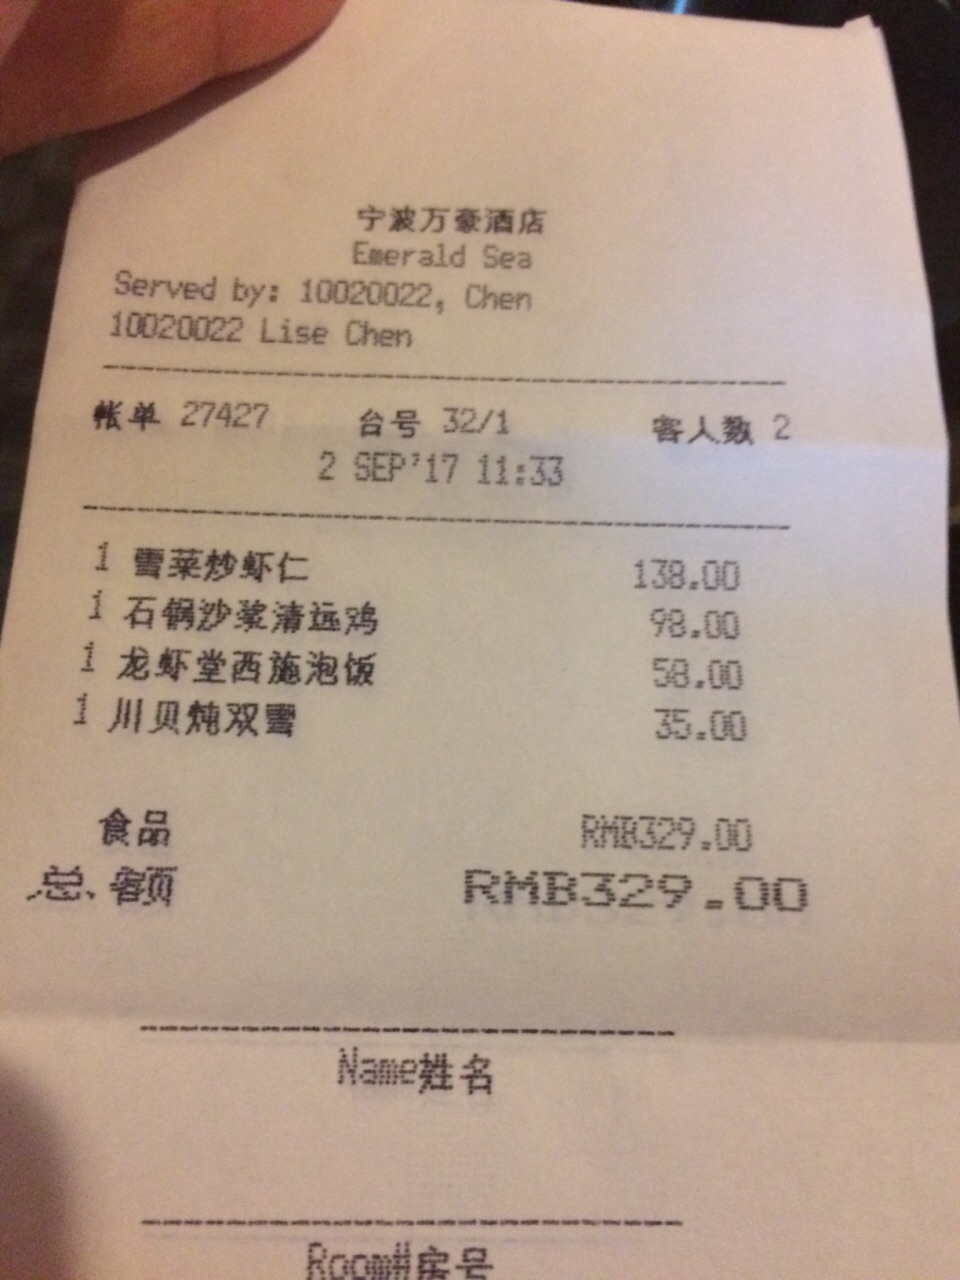 宁波万豪酒店
Emerald Sea
Served by: 10020022, Chen
10020022 Lise Chen
帐单 27427 台号 32/1 客人数 2
2 SEP'17 11:33
1 雪菜炒虾仁 138.00
1 石锅沙浆清远鸡 98.00
1 龙虾堂西施泡饭 58.00
1 川贝炖双雪 35.00
食品 RMB329.00
总、客项 RMB329.00
Name姓名
Room#房号